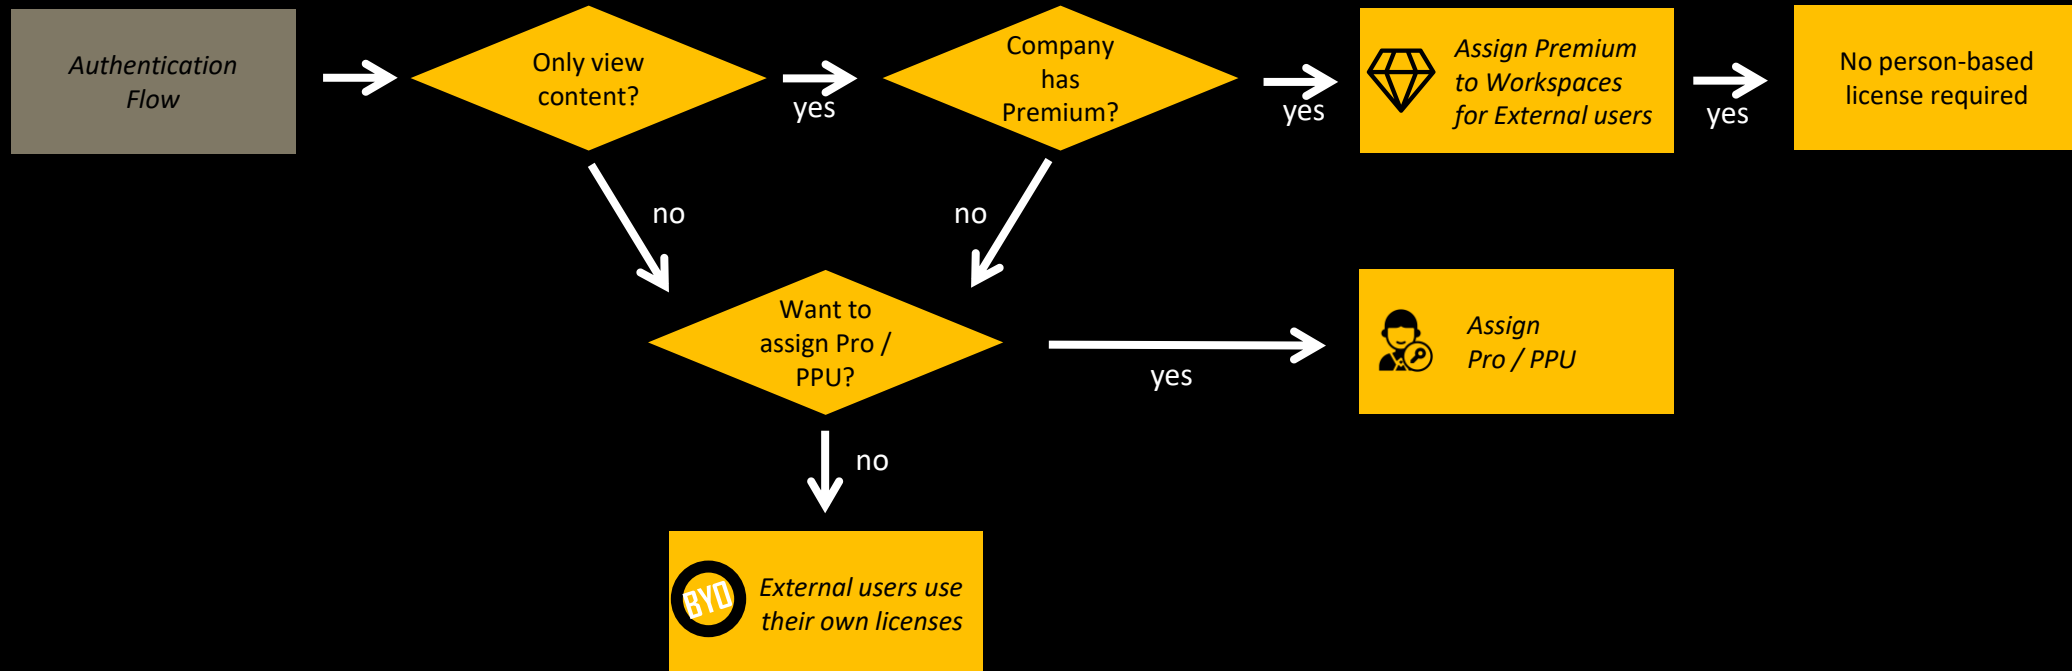 Authentication
Flow
Only view
content?
yes
Company
has
Premium?
yes
Assign Premium
to Workspaces
for External users
yes
No person-based
license required
no
no
Want to
assign Pro /
PPU?
yes
Assign
Pro / PPU
no
BYO
External users use
their own licenses